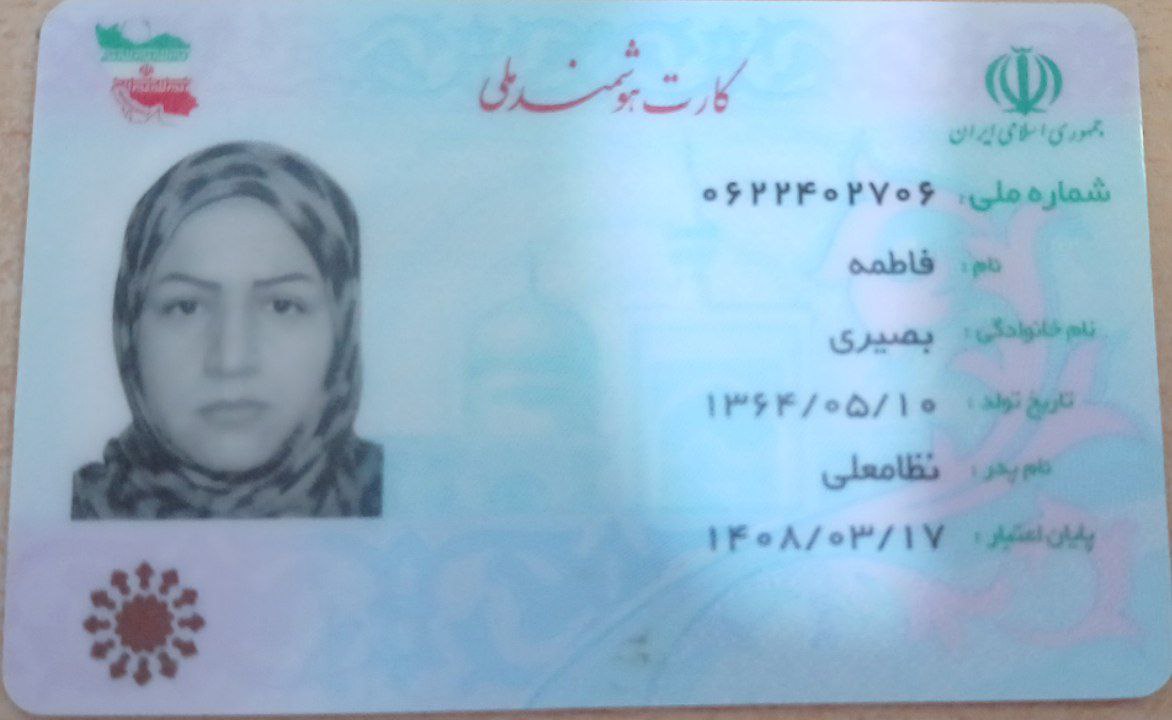 کارت هوشمند ملی
جمهوری اسلامی ایران
شماره ملی: ۰۶۲۲۴۰۲۷۰۶
نام: فاطمه
نام خانوادگی: بصیری
تاریخ تولد: ۱۳۶۴/۰۵/۱۰
نام پدر: نظامعلی
پایان اعتبار: ۱۴۰۸/۰۳/۱۷